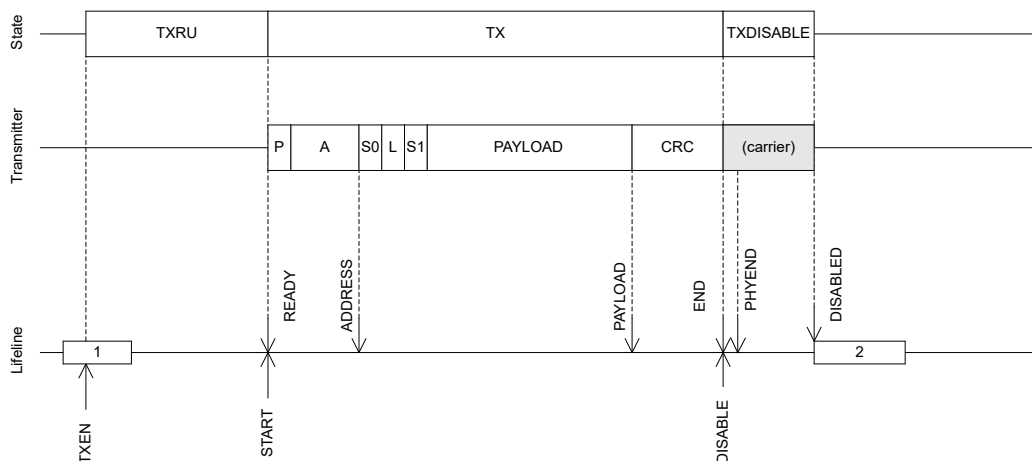 State
TXRU
TX
TXDISABLE
Transmitter
P
A
S0
L
S1
PAYLOAD
CRC
(carrier)
READY
ADDRESS
PAYLOAD
END
PHYEND
DISABLED
Lifeline
1
2
TXEN
START
DISABLE